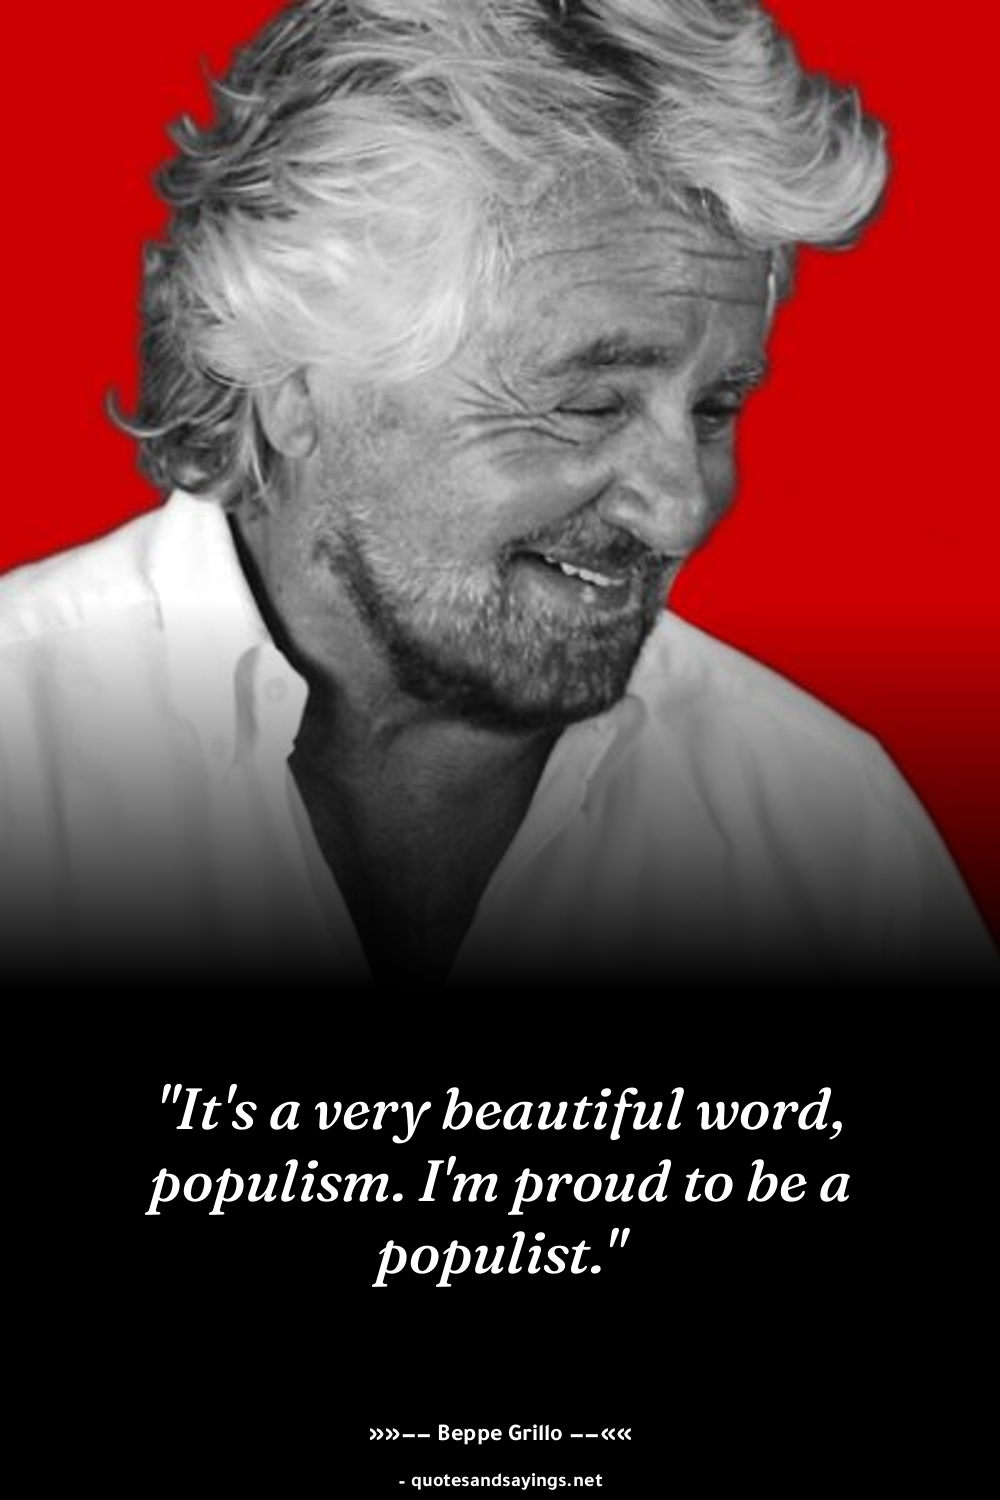 "It's a very beautiful word,
populism. I'm proud to be a
populist."
»»–– Beppe Grillo ––««
- quotesandsayings.net